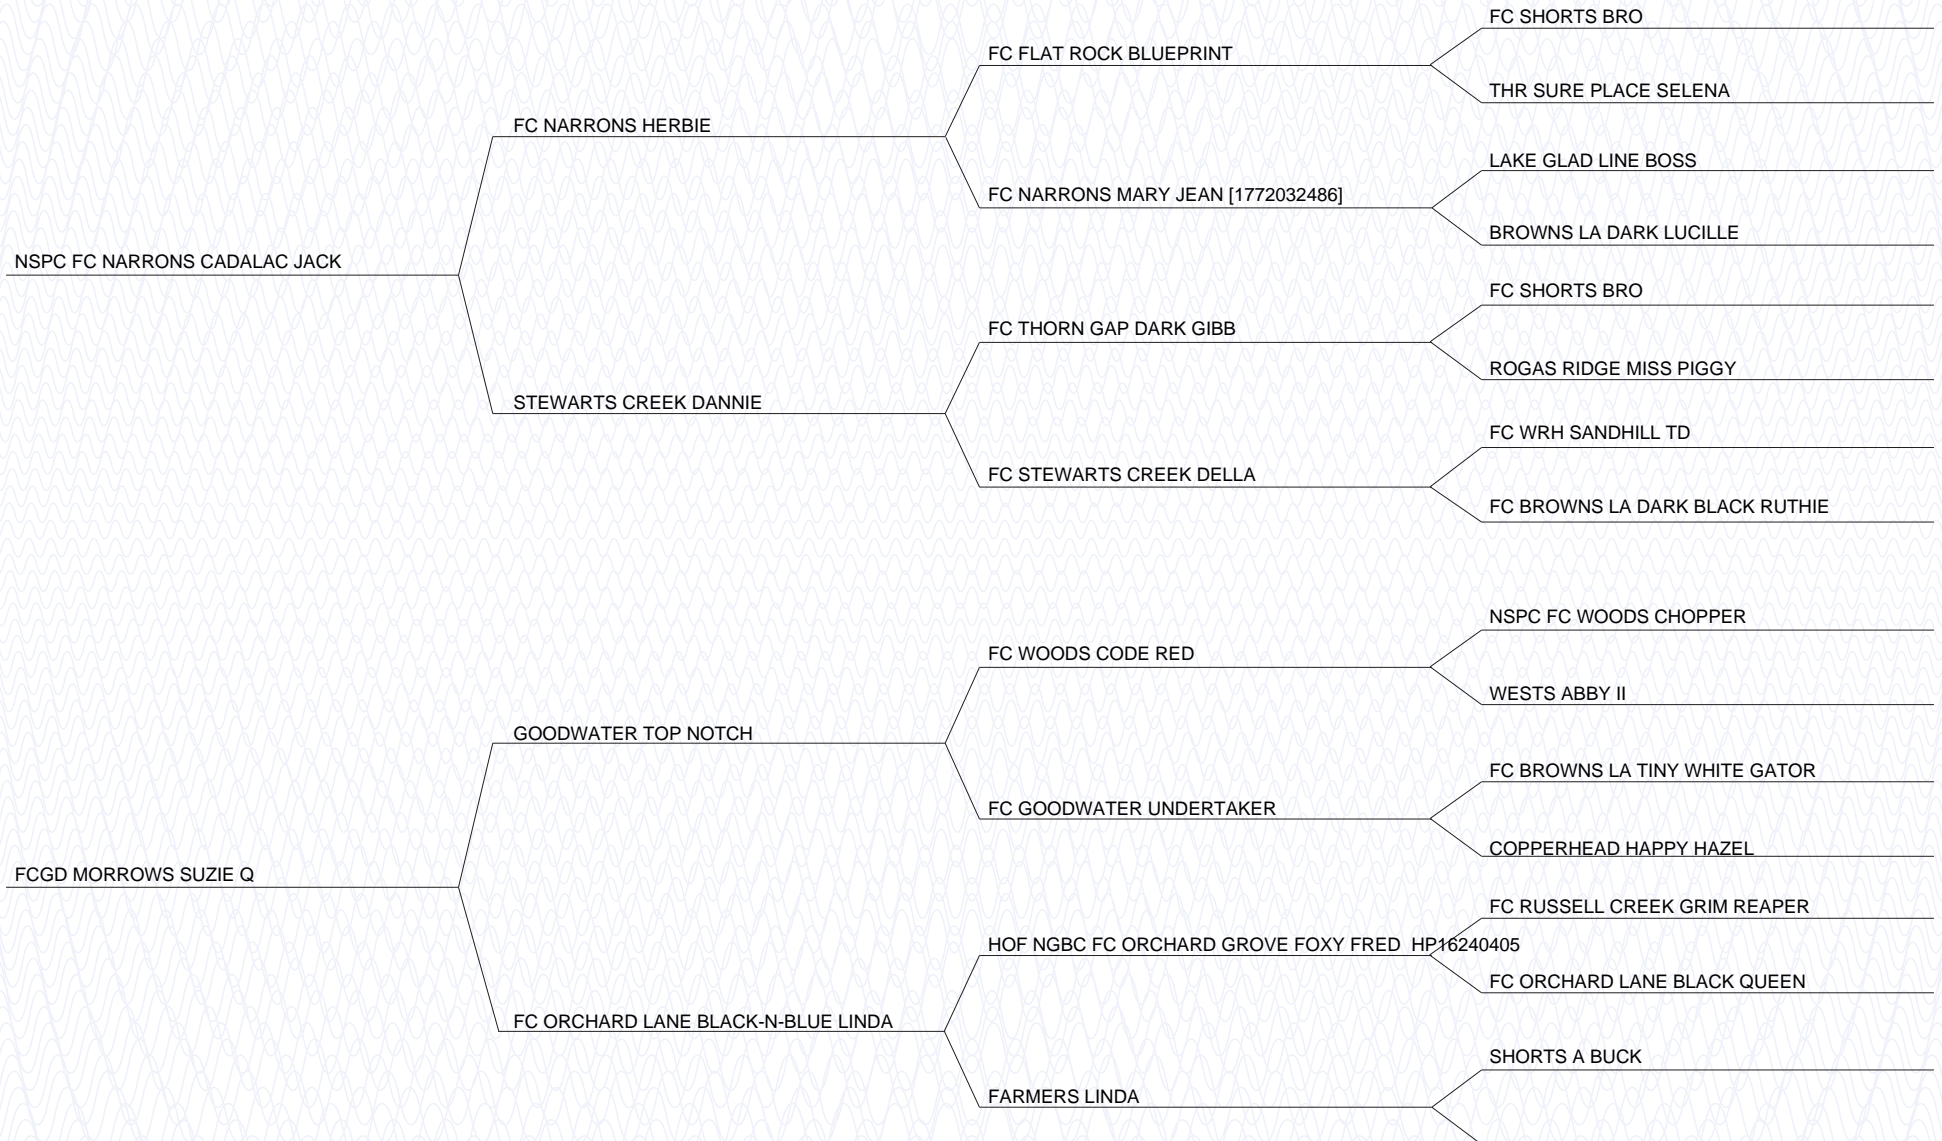 FC SHORTS BRO
FC FLAT ROCK BLUEPRINT
THR SURE PLACE SELENA
FC NARRONS HERBIE
LAKE GLAD LINE BOSS
FC NARRONS MARY JEAN [1772032486]
BROWNS LA DARK LUCILLE
NSPC FC NARRONS CADALAC JACK
FC SHORTS BRO
FC THORN GAP DARK GIBB
ROGAS RIDGE MISS PIGGY
STEWARTS CREEK DANNIE
FC WRH SANDHILL TD
FC STEWARTS CREEK DELLA
FC BROWNS LA DARK BLACK RUTHIE
NSPC FC WOODS CHOPPER
FC WOODS CODE RED
WESTS ABBY II
GOODWATER TOP NOTCH
FC BROWNS LA TINY WHITE GATOR
FC GOODWATER UNDERTAKER
COPPERHEAD HAPPY HAZEL
FCGD MORROWS SUZIE Q
FC RUSSELL CREEK GRIM REAPER
HOF NGBC FC ORCHARD GROVE FOXY FRED  HP16240405
FC ORCHARD LANE BLACK QUEEN
FC ORCHARD LANE BLACK-N-BLUE LINDA
SHORTS A BUCK
FARMERS LINDA